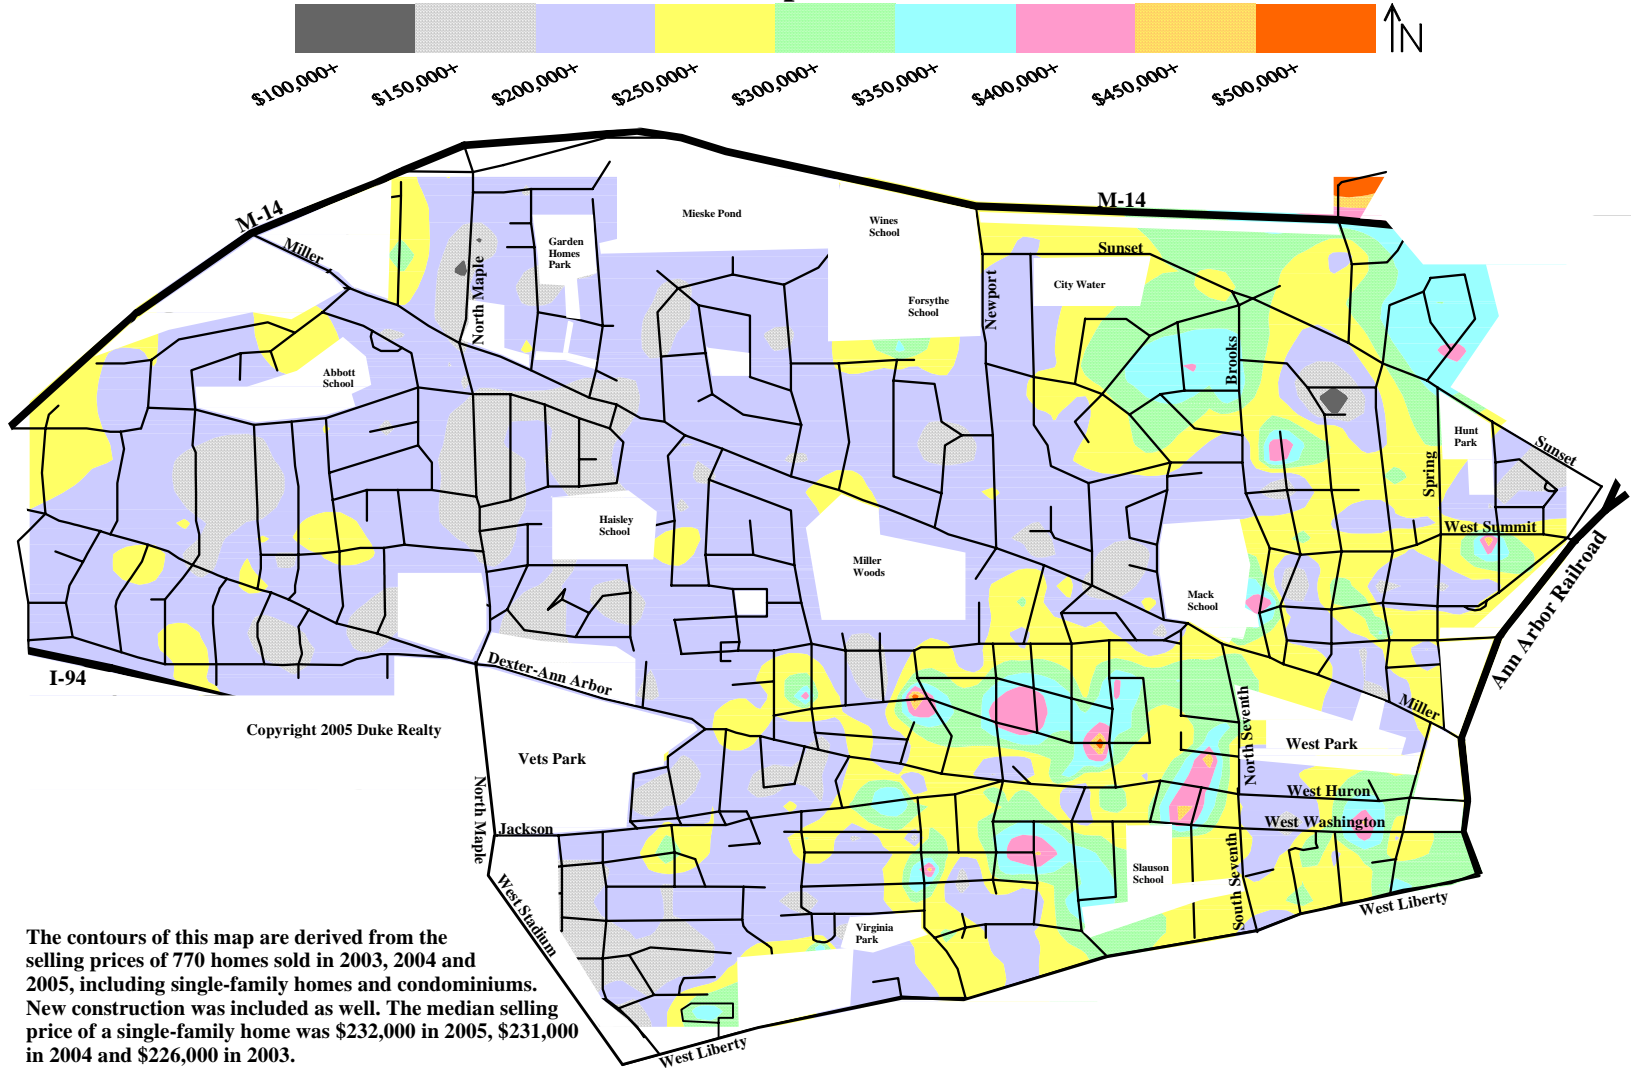 N
$100,000+
$150,000+
$200,000+
$250,000+
$300,000+
$350,000+
$400,000+
$450,000+
$500,000+
M-14
M-14
Miller
North Maple
Garden
Homes
Park
Mieske Pond
Wines
School
Forsythe
School
Newport
Sunset
City Water
Brooks
Abbott
School
Hunt
Park
Spring
Sunset
West Summit
Haisley
School
Miller
Woods
Mack
School
Ann Arbor Railroad
I-94
Dexter-Ann Arbor
Copyright 2005 Duke Realty
Vets Park
North Seventh
Miller
West Park
West Huron
West Washington
North Maple
Jackson
West Stadium
Slauson
School
South Seventh
West Liberty
Virginia
Park
West Liberty
The contours of this map are derived from the
selling prices of 770 homes sold in 2003, 2004 and
2005, including single-family homes and condominiums.
New construction was included as well. The median selling
price of a single-family home was $232,000 in 2005, $231,000
in 2004 and $226,000 in 2003.